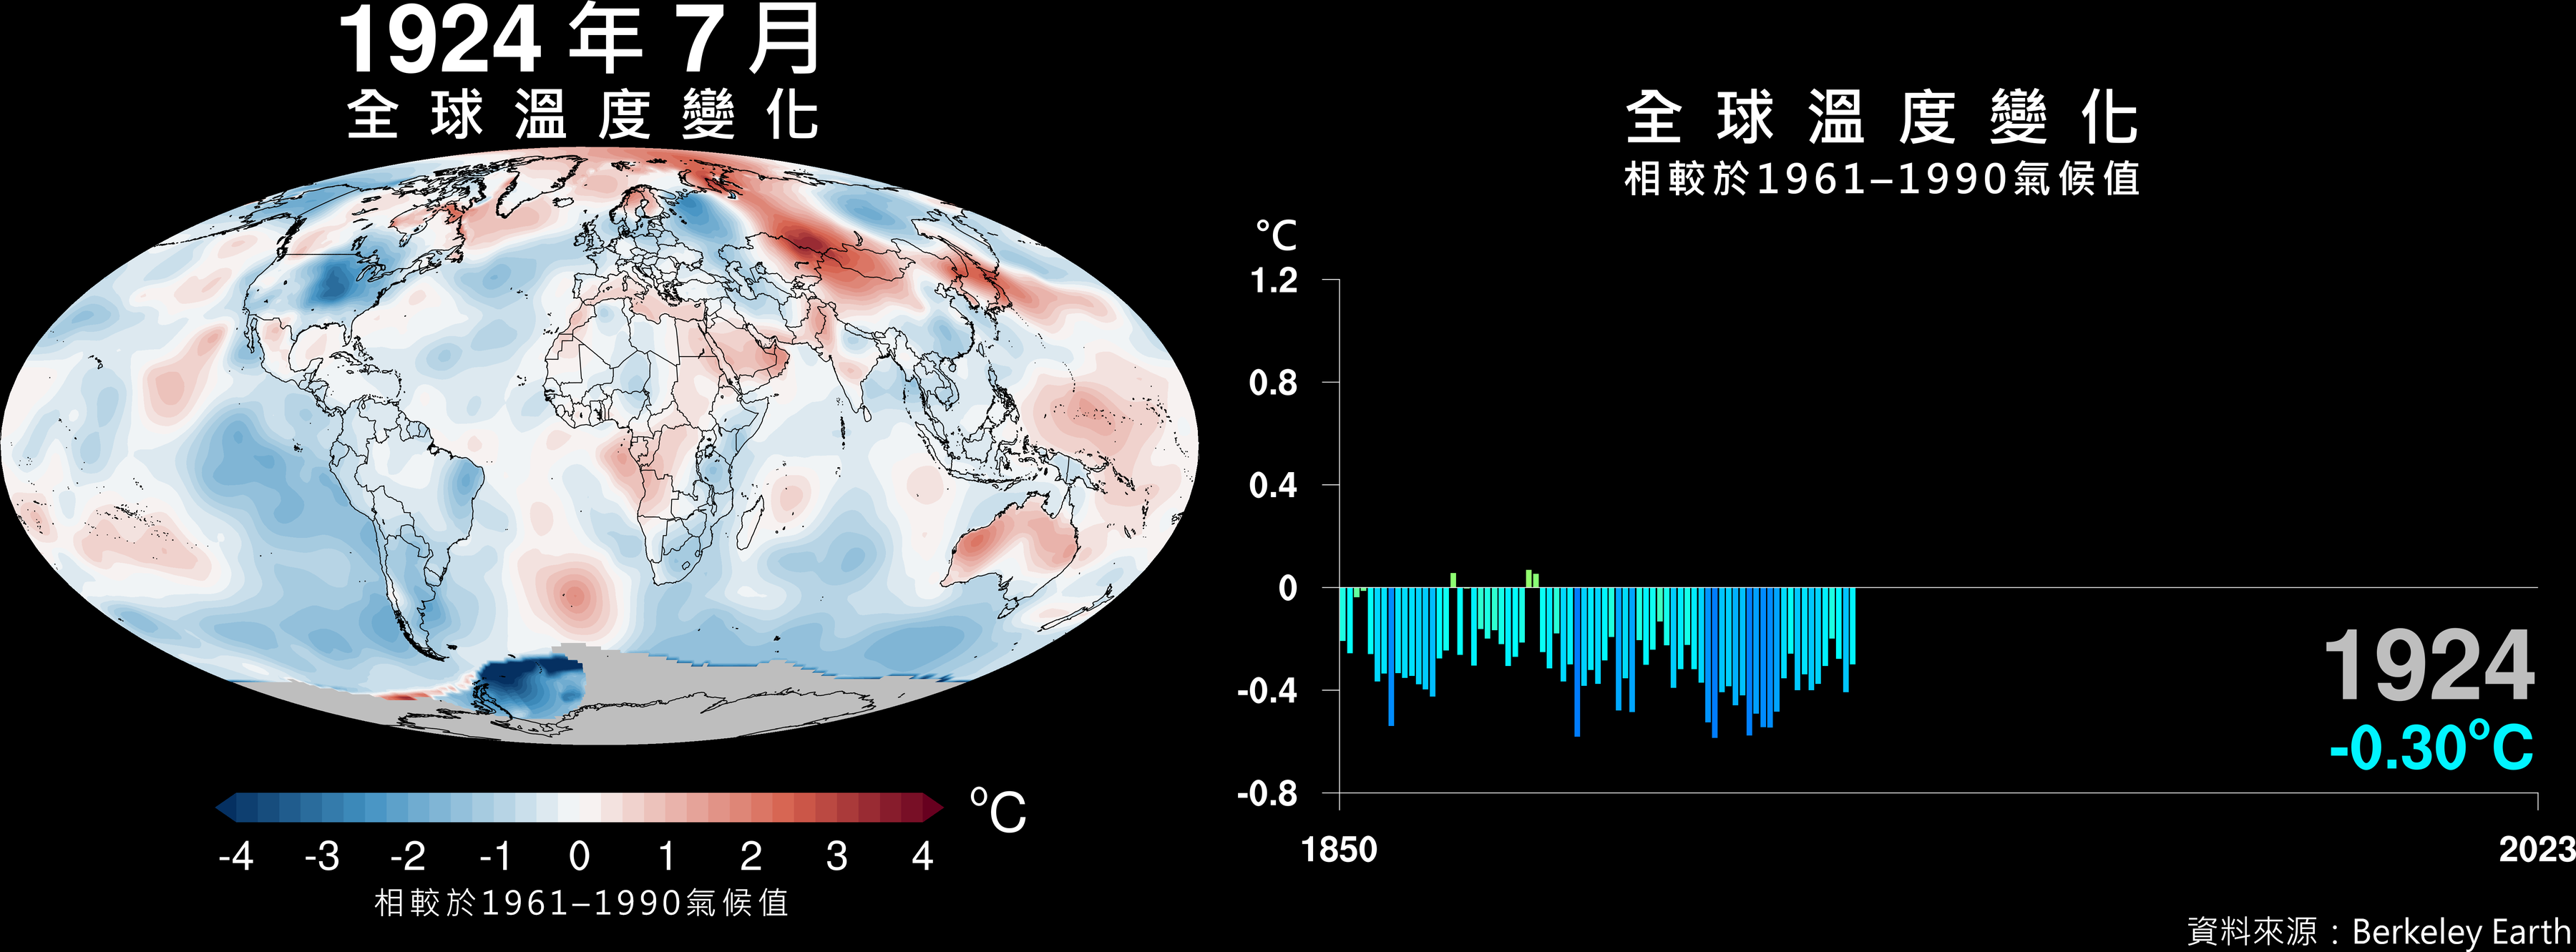 1924 年 7 月
全球溫度變化
-4 -3 -2 -1 0 1 2 3 4 ℃
相較於1961–1990氣候值
全球溫度變化
相較於1961–1990氣候值
°C
1.2
0.8
0.4
0
-0.4
-0.8
1850 2023
1924
-0.30°C
資料來源：Berkeley Earth